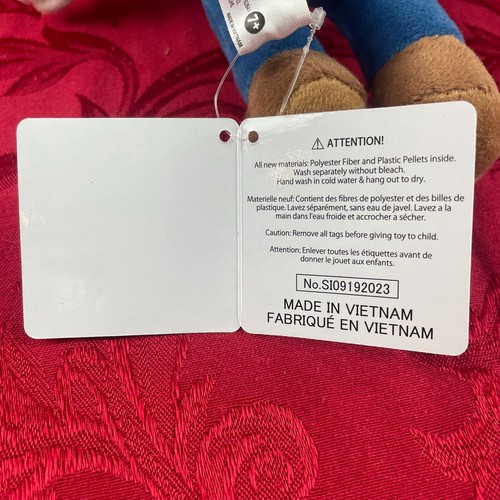 7+
⚠ ATTENTION!
All new materials: Polyester Fiber and Plastic Pellets inside.
Wash separately without bleach.
Hand wash in cold water & hang out to dry.
Materielle neuf: Contient des fibres de polyester et des billes de
plastique. Lavez séparément, sans eau de javel. Lavez a la
main dans l'eau froide et accrocher a sécher.
Caution: Remove all tags before giving toy to child.
Attention: Enlever toutes les étiquettes avant de
donner le jouet aux enfants.
No.SI09192023
MADE IN VIETNAM
FABRIQUÉ EN VIETNAM